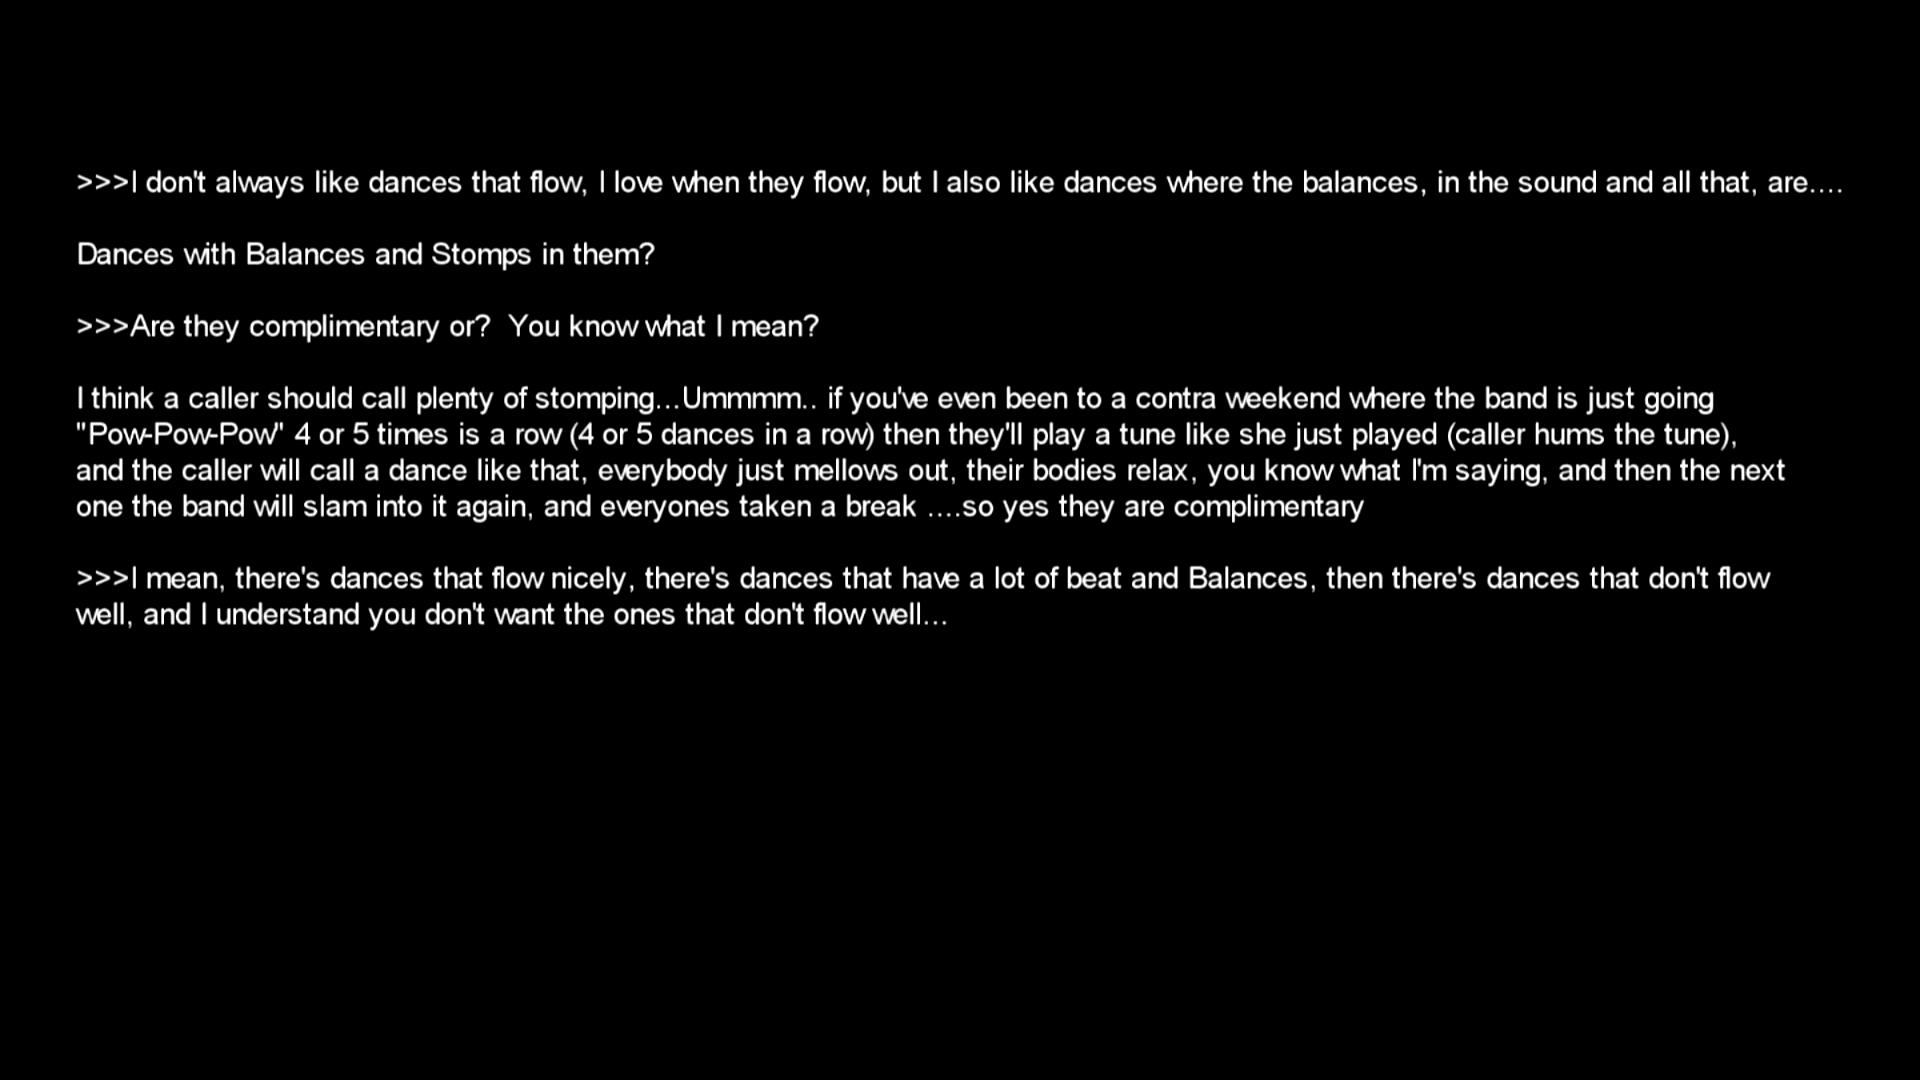 >>>I don't always like dances that flow, I love when they flow, but I also like dances where the balances, in the sound and all that, are....
Dances with Balances and Stomps in them?
>>>Are they complimentary or?  You know what I mean?
I think a caller should call plenty of stomping...Ummmm.. if you've even been to a contra weekend where the band is just going
"Pow-Pow-Pow" 4 or 5 times is a row (4 or 5 dances in a row) then they'll play a tune like she just played (caller hums the tune),
and the caller will call a dance like that, everybody just mellows out, their bodies relax, you know what I'm saying, and then the next
one the band will slam into it again, and everyones taken a break ....so yes they are complimentary
>>>I mean, there's dances that flow nicely, there's dances that have a lot of beat and Balances, then there's dances that don't flow
well, and I understand you don't want the ones that don't flow well...